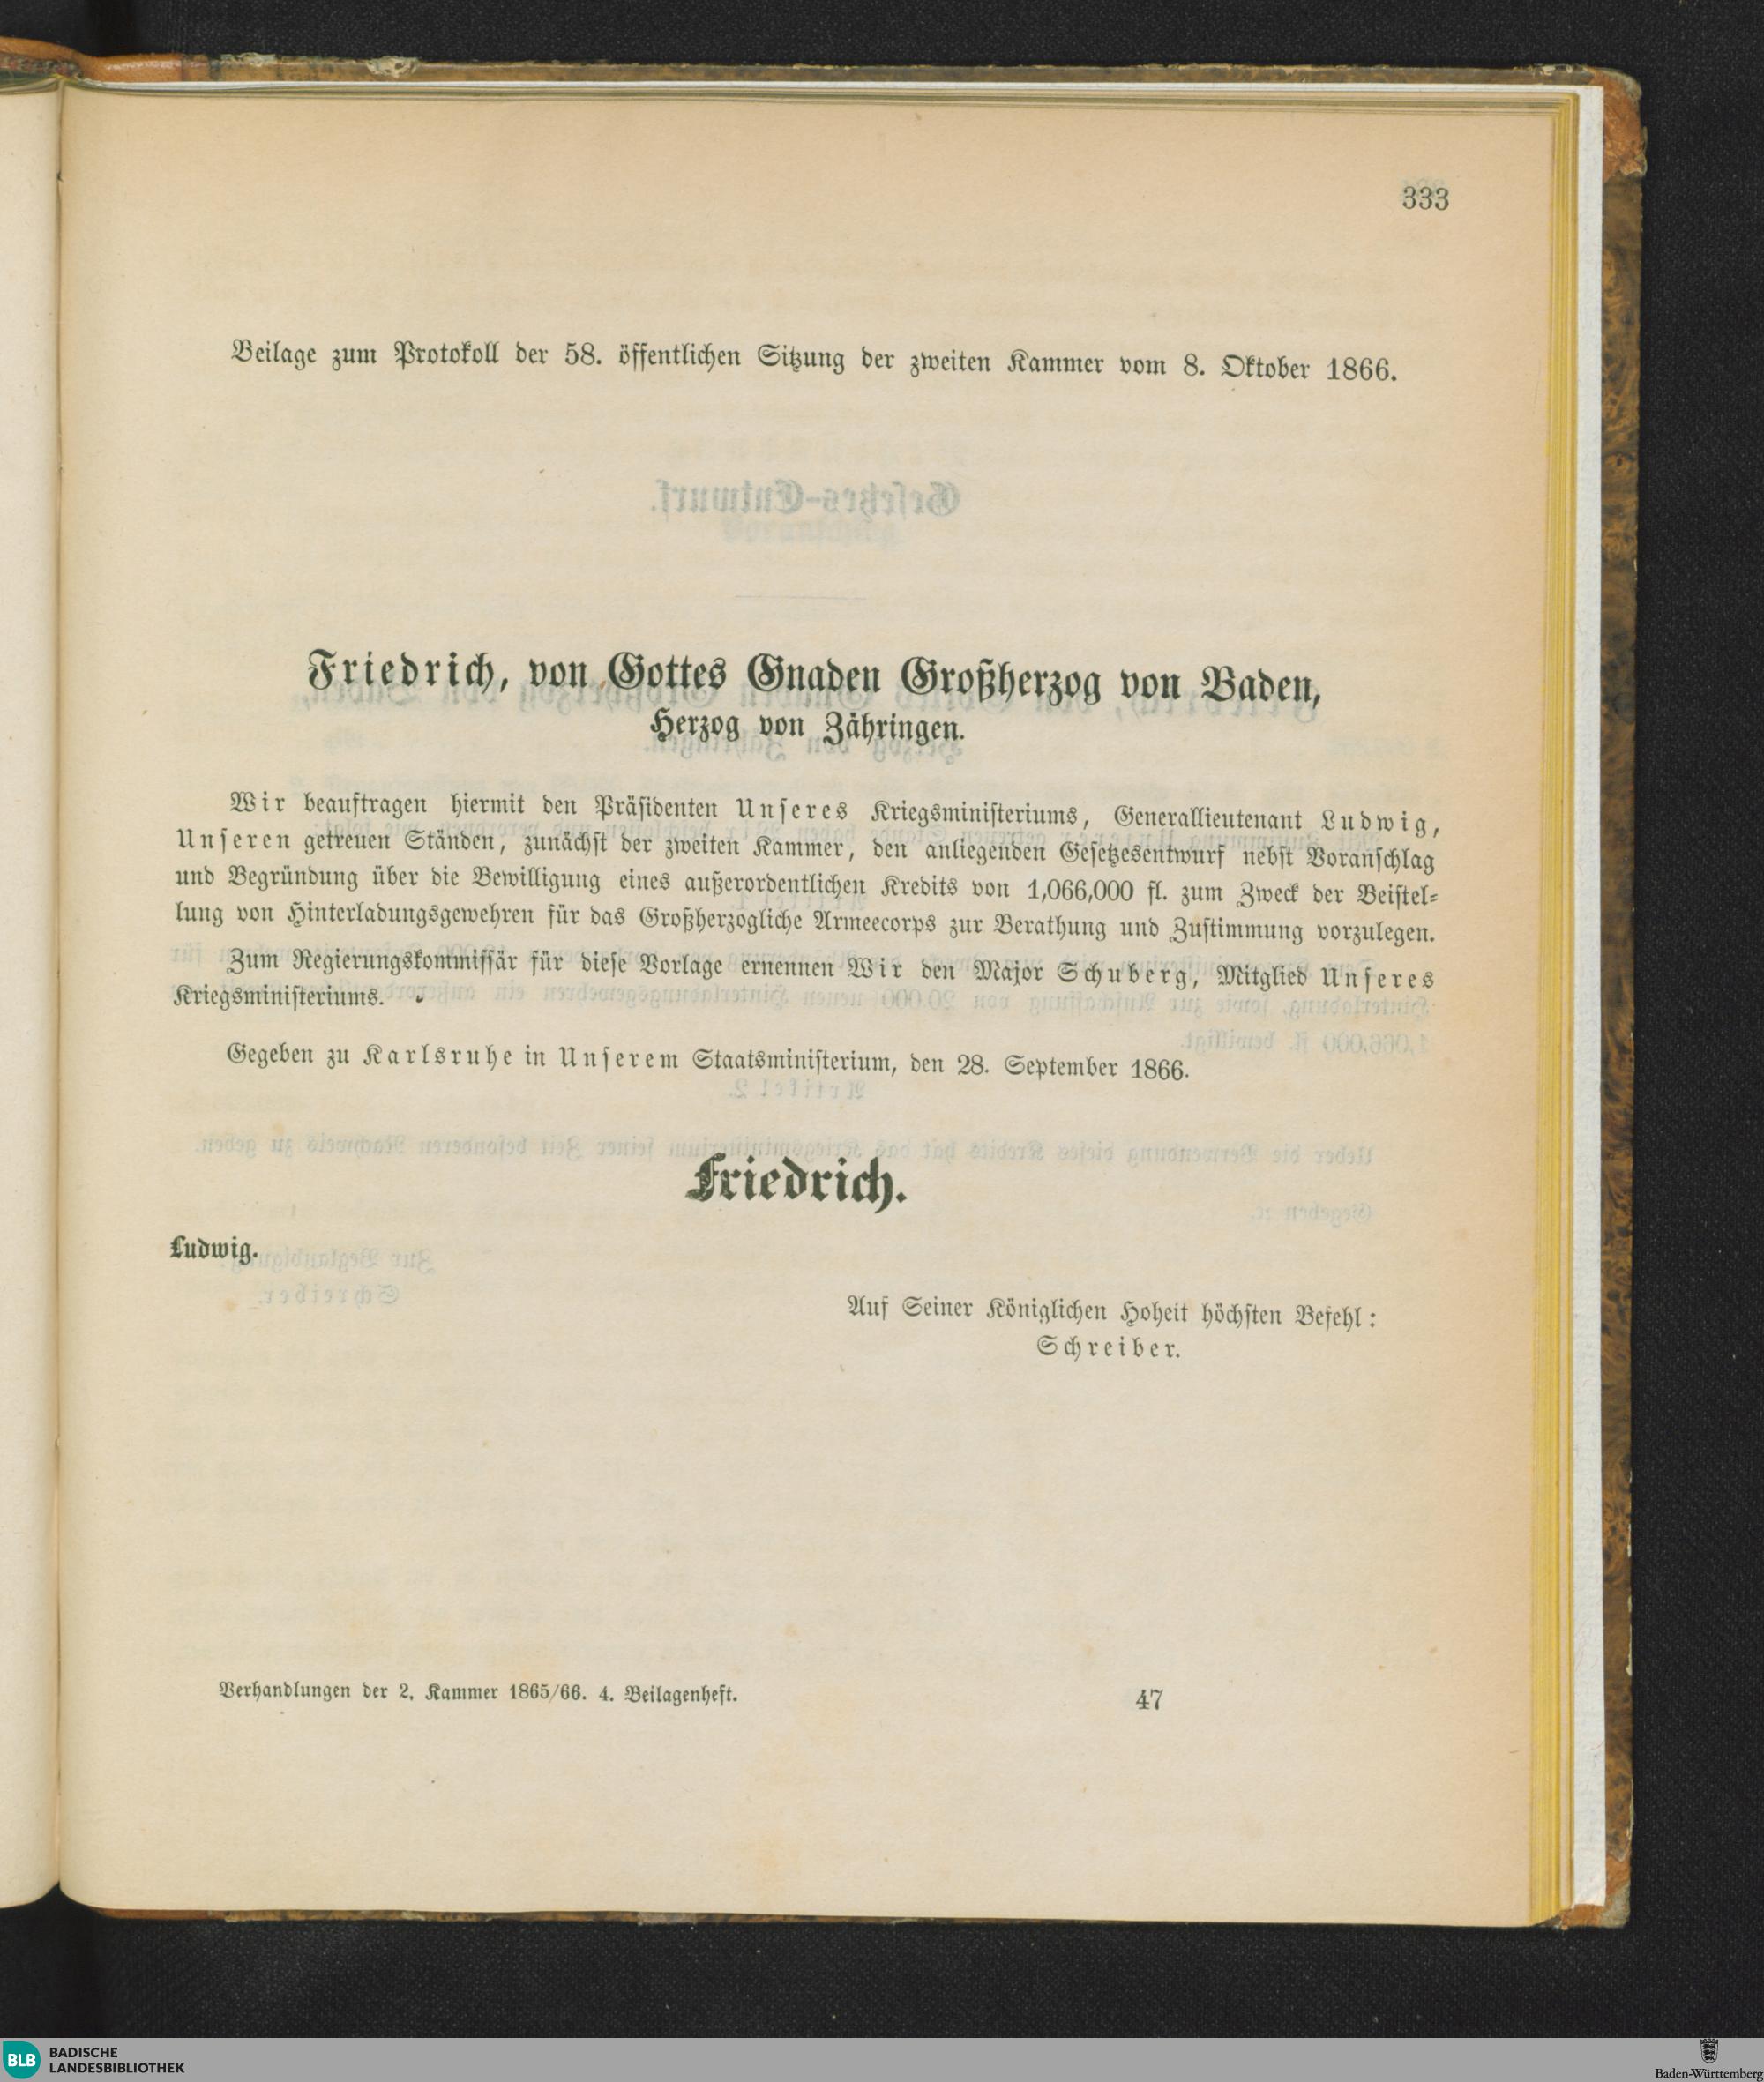 333
Beilage zum Protokoll der 58. öffentlichen Sitzung der zweiten Kammer vom 8. Oktober 1866.
Friedrich, von Gottes Gnaden Großherzog von Baden,
Herzog von Zähringen.
Wir beauftragen hiermit den Präsidenten Unseres Kriegsministeriums, Generallieutenant Ludwig,
Unseren getreuen Ständen, zunächst der zweiten Kammer, den anliegenden Gesetzesentwurf nebst Voranschlag
und Begründung über die Bewilligung eines außerordentlichen Kredits von 1,066,000 fl. zum Zweck der Beistel-
lung von Hinterladungsgewehren für das Großherzogliche Armeecorps zur Berathung und Zustimmung vorzulegen.
Zum Regierungskommissär für diese Vorlage ernennen Wir den Major Schuberg, Mitglied Unseres
Kriegsministeriums.
Gegeben zu Karlsruhe in Unserem Staatsministerium, den 28. September 1866.
Friedrich.
Ludwig.
Auf Seiner Königlichen Hoheit höchsten Befehl:
Schreiber.
Verhandlungen der 2. Kammer 1865/66. 4. Beilagenheft. 47
BLB BADISCHE
LANDESBIBLIOTHEK
Baden-Württemberg